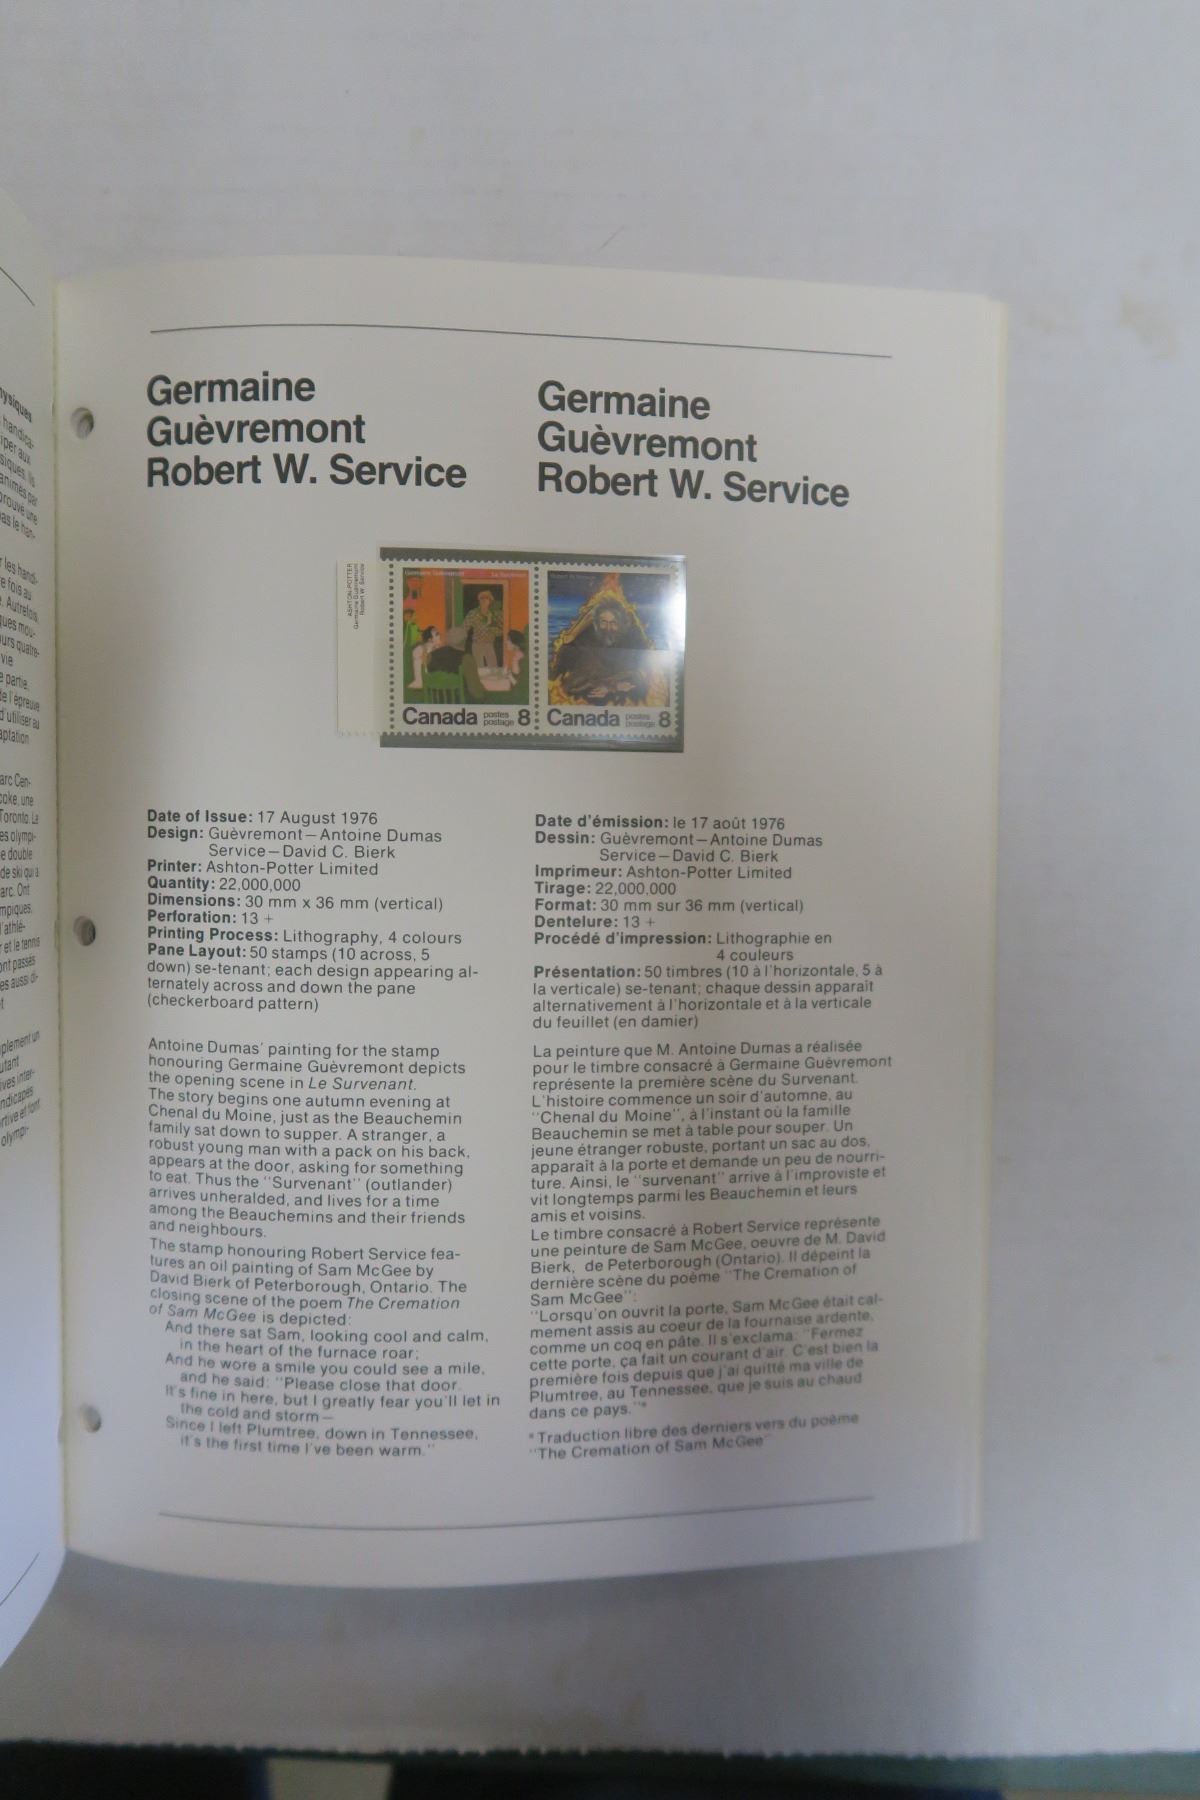 Germaine
Guèvremont
Robert W. Service
Germaine
Guèvremont
Robert W. Service
ASHTON-POTTER
Germaine Guèvremont
Robert W. Service
Germaine Guèvremont Le Survenant
Canada postes postage 8
Robert W. Service
Canada postes postage 8
Date of Issue: 17 August 1976
Design: Guèvremont—Antoine Dumas
Service—David C. Bierk
Printer: Ashton-Potter Limited
Quantity: 22,000,000
Dimensions: 30 mm x 36 mm (vertical)
Perforation: 13 +
Printing Process: Lithography, 4 colours
Pane Layout: 50 stamps (10 across, 5
down) se-tenant; each design appearing al-
ternately across and down the pane
(checkerboard pattern)
Antoine Dumas' painting for the stamp
honouring Germaine Guèvremont depicts
the opening scene in Le Survenant.
The story begins one autumn evening at
Chenal du Moine, just as the Beauchemin
family sat down to supper. A stranger, a
robust young man with a pack on his back,
appears at the door, asking for something
to eat. Thus the "Survenant" (outlander)
arrives unheralded, and lives for a time
among the Beauchemins and their friends
and neighbours.
The stamp honouring Robert Service fea-
tures an oil painting of Sam McGee by
David Bierk of Peterborough, Ontario. The
closing scene of the poem The Cremation
of Sam McGee is depicted:
And there sat Sam, looking cool and calm,
in the heart of the furnace roar;
And he wore a smile you could see a mile,
and he said: "Please close that door.
It's fine in here, but I greatly fear you'll let in
the cold and storm—
Since I left Plumtree, down in Tennessee,
it's the first time I've been warm."
Date d'émission: le 17 août 1976
Dessin: Guèvremont—Antoine Dumas
Service—David C. Bierk
Imprimeur: Ashton-Potter Limited
Tirage: 22,000,000
Format: 30 mm sur 36 mm (vertical)
Dentelure: 13 +
Procédé d'impression: Lithographie en
4 couleurs
Présentation: 50 timbres (10 à l'horizontale, 5 à
la verticale) se-tenant; chaque dessin apparaît
alternativement à l'horizontale et à la verticale
du feuillet (en damier)
La peinture que M. Antoine Dumas a réalisée
pour le timbre consacré à Germaine Guèvremont
représente la première scène du Survenant.
L'histoire commence un soir d'automne, au
"Chenal du Moine", à l'instant où la famille
Beauchemin se met à table pour souper. Un
jeune étranger robuste, portant un sac au dos,
apparaît à la porte et demande un peu de nourri-
ture. Ainsi, le "survenant" arrive à l'improviste et
vit longtemps parmi les Beauchemin et leurs
amis et voisins.
Le timbre consacré à Robert Service représente
une peinture de Sam McGee, oeuvre de M. David
Bierk, de Peterborough (Ontario). Il dépeint la
dernière scène du poème "The Cremation of
Sam McGee":
"Lorsqu'on ouvrit la porte, Sam McGee était cal-
mement assis au coeur de la fournaise ardente,
comme un coq en pâte. Il s'exclama: "Fermez
cette porte, ça fait un courant d'air. C'est bien la
première fois depuis que j'ai quitté ma ville de
Plumtree, au Tennessee, que je suis au chaud
dans ce pays."*
*Traduction libre des derniers vers du poème
"The Cremation of Sam McGee"